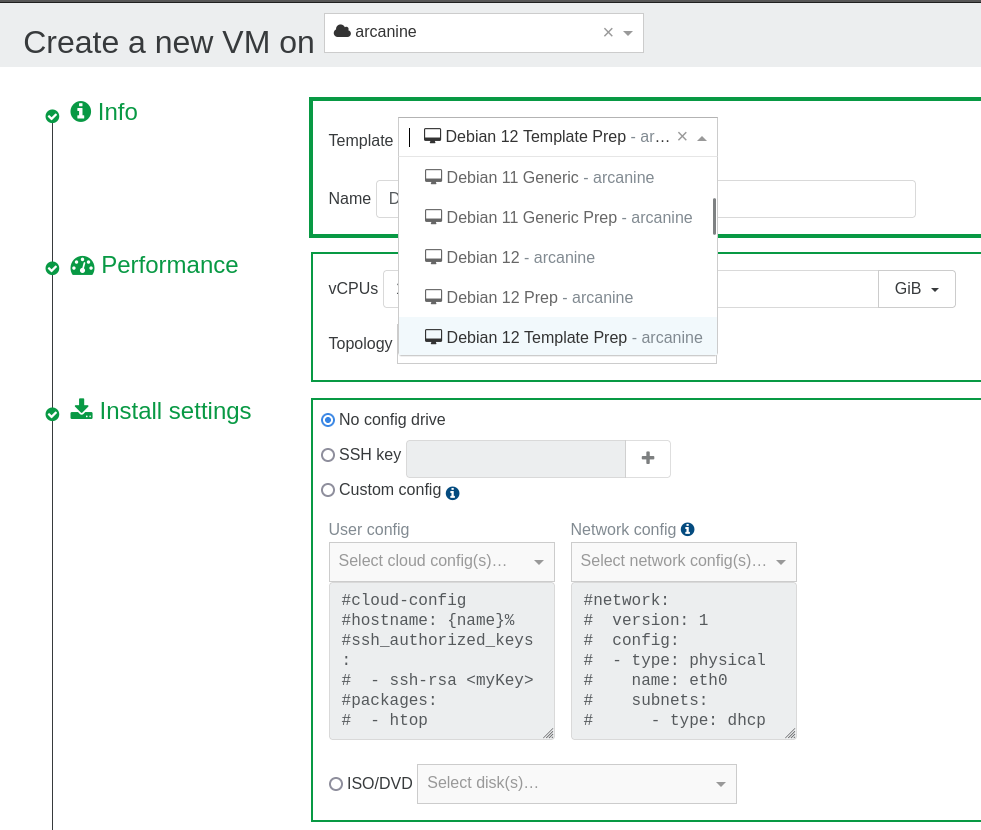 Create a new VM on arcanine
Info
Template Debian 12 Template Prep - ar…
Debian 11 Generic - arcanine
Name D
Debian 11 Generic Prep - arcanine
Debian 12 - arcanine
Performance
vCPUs GiB
Debian 12 Prep - arcanine
Topology Debian 12 Template Prep - arcanine
Install settings
No config drive
SSH key
Custom config
User config Network config
Select cloud config(s)… Select network config(s)…
#cloud-config
#hostname: {name}%
#ssh_authorized_keys
:
#  - ssh-rsa <myKey>
#packages:
#  - htop
#network:
#  version: 1
#  config:
#  - type: physical
#    name: eth0
#    subnets:
#      - type: dhcp
ISO/DVD Select disk(s)…